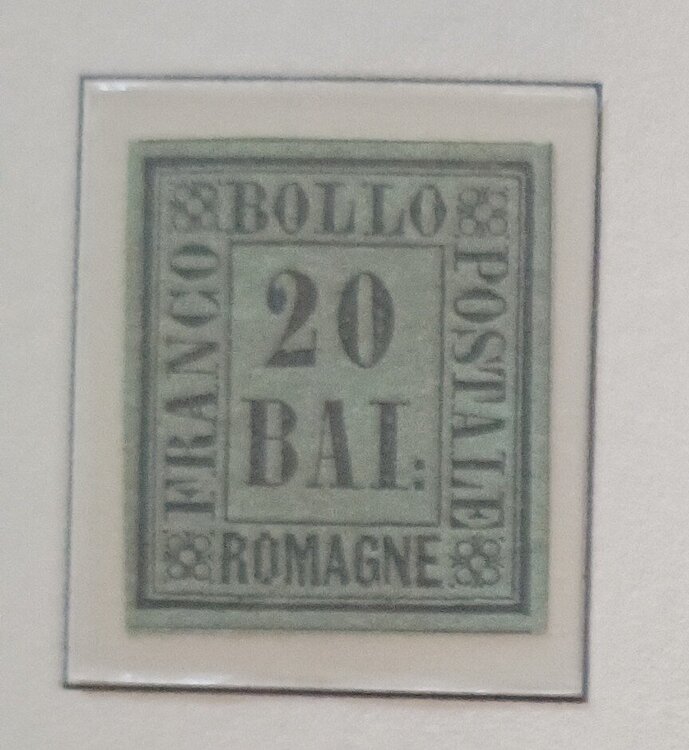 FRANCO
BOLLO
POSTALE
20
BAI:
ROMAGNE